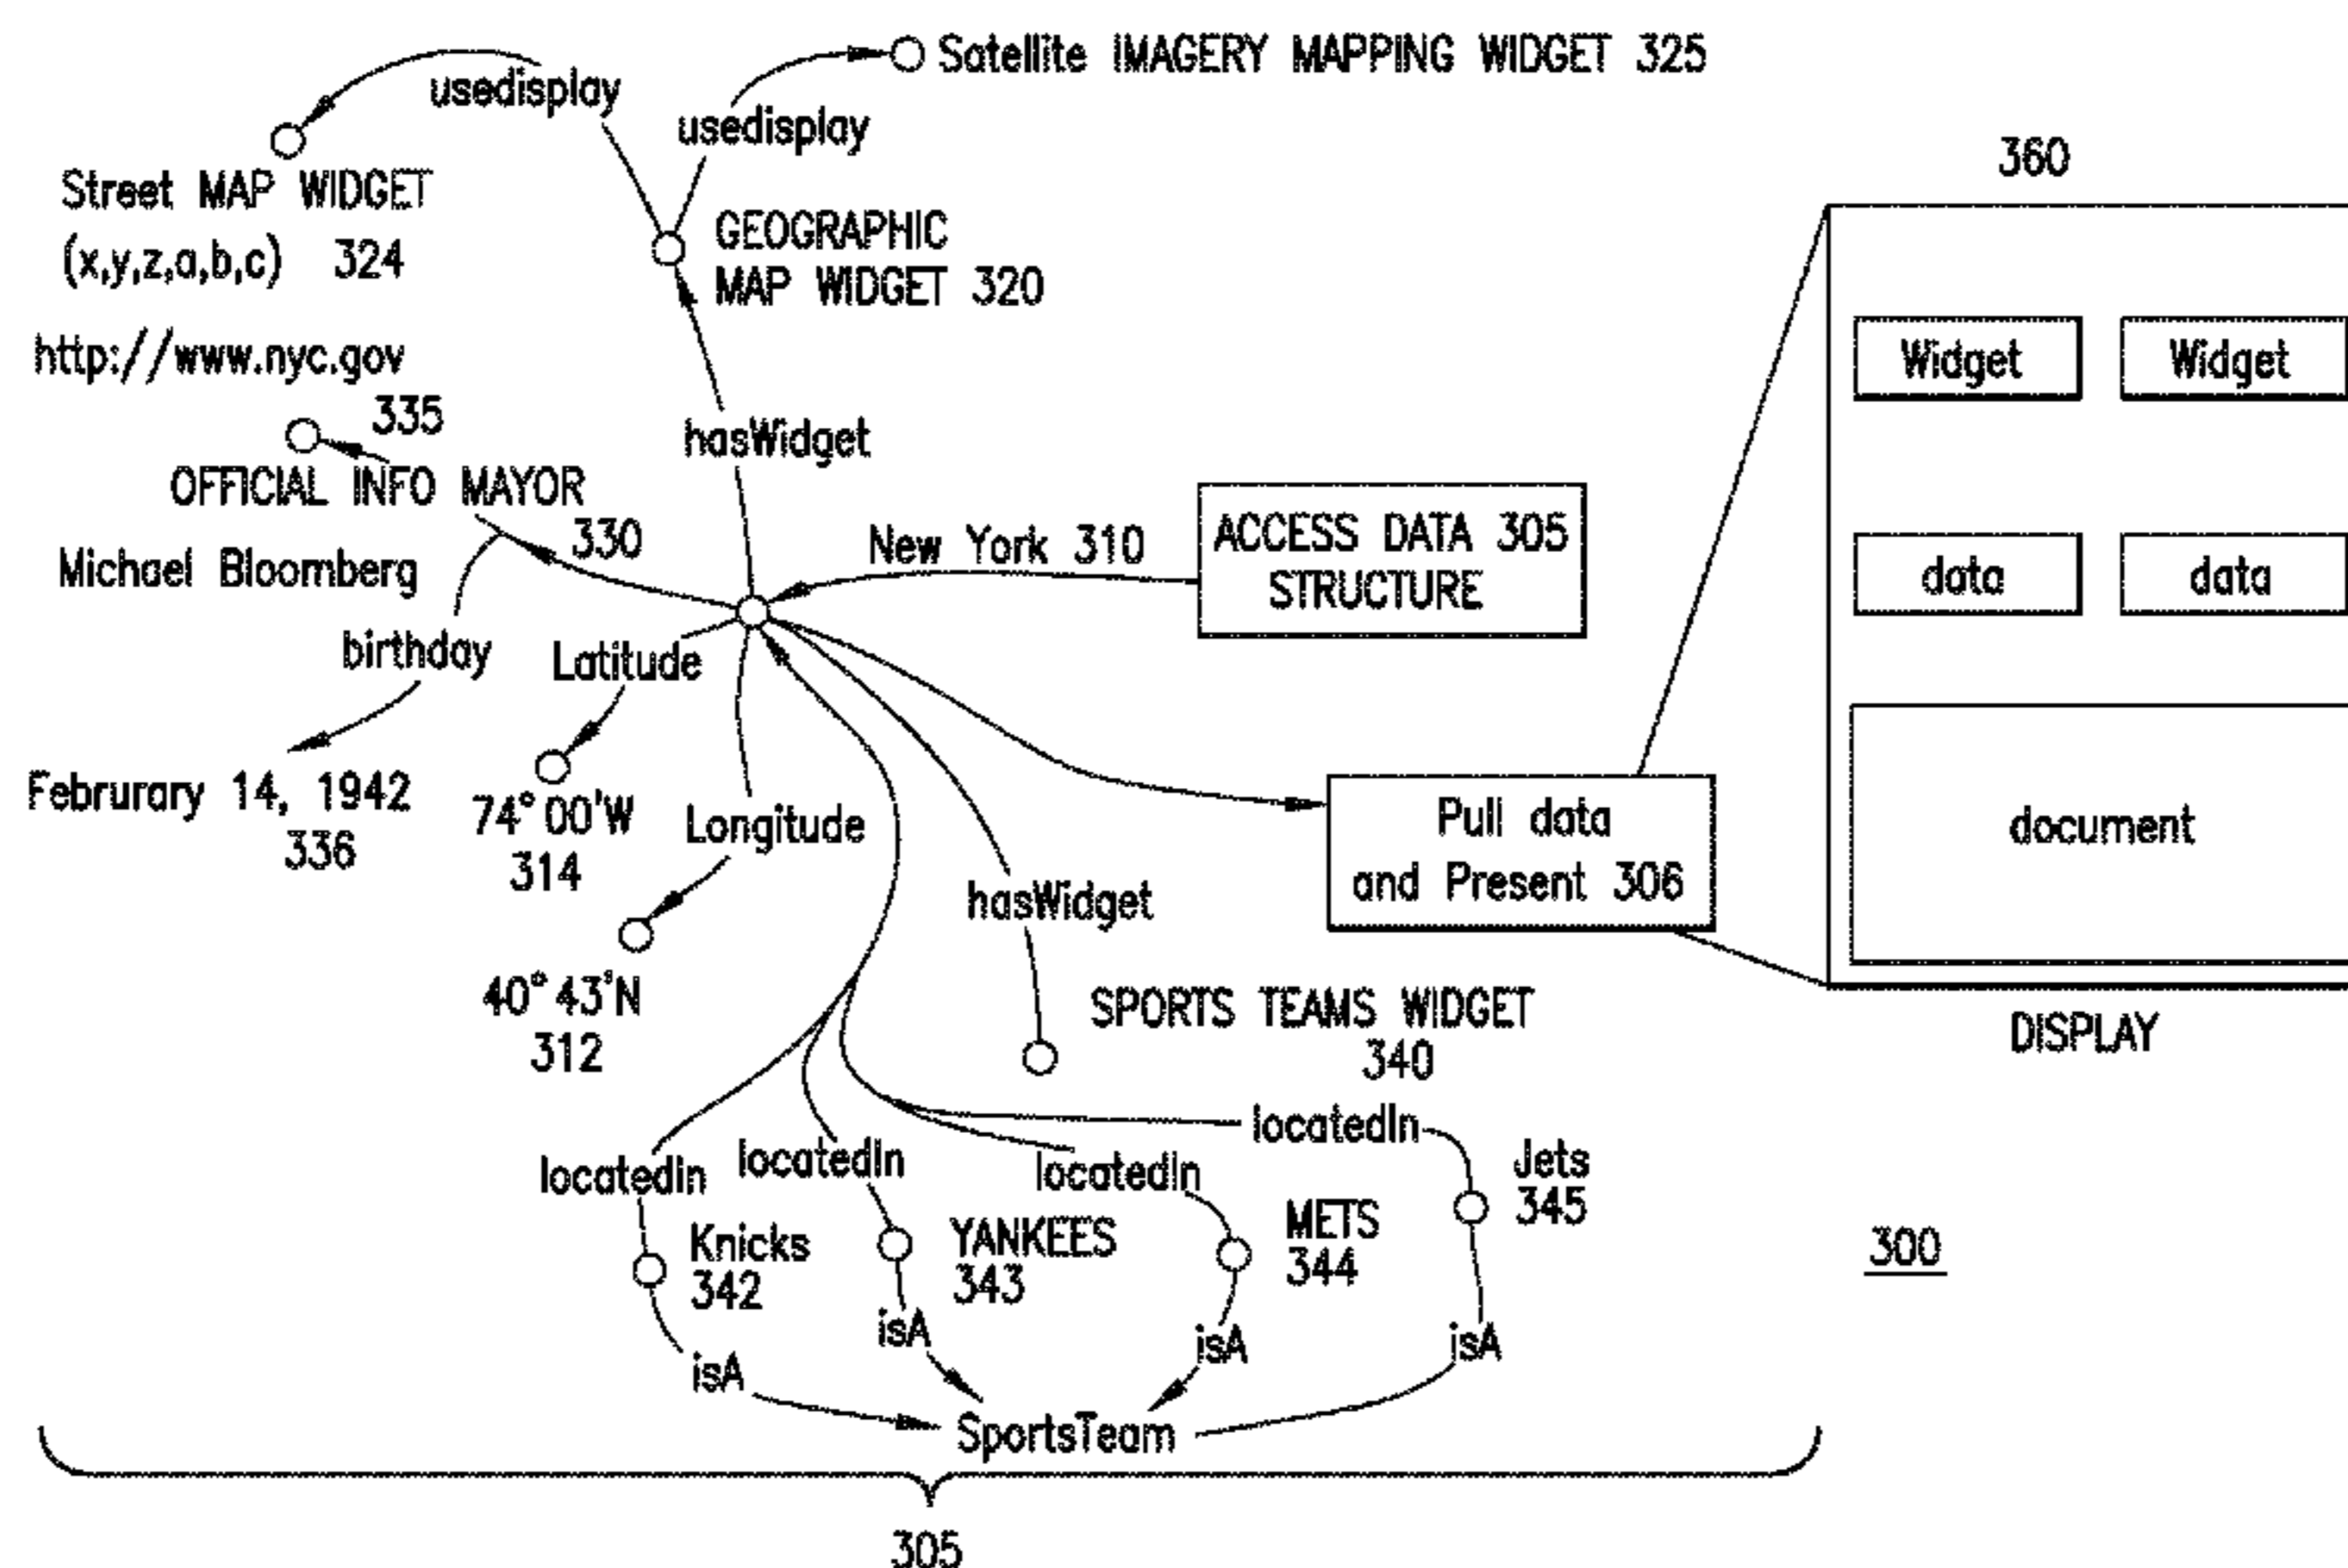 usedisplay
Satellite IMAGERY MAPPING WIDGET 325
usedisplay
360
Street MAP WIDGET
(x,y,z,a,b,c) 324
GEOGRAPHIC
MAP WIDGET 320
http://www.nyc.gov
335
Widget
Widget
hasWidget
OFFICIAL INFO MAYOR
330
New York 310
ACCESS DATA 305
STRUCTURE
Michael Bloomberg
data
data
birthday
Latitude
Februrary 14, 1942
336
74°00'W
314
Longitude
Pull data
and Present 306
document
hasWidget
40°43'N
312
SPORTS TEAMS WIDGET
340
DISPLAY
locatedIn
locatedIn
locatedIn
locatedIn
Jets
345
Knicks
342
YANKEES
343
METS
344
300
isA
isA
isA
isA
SportsTeam
305